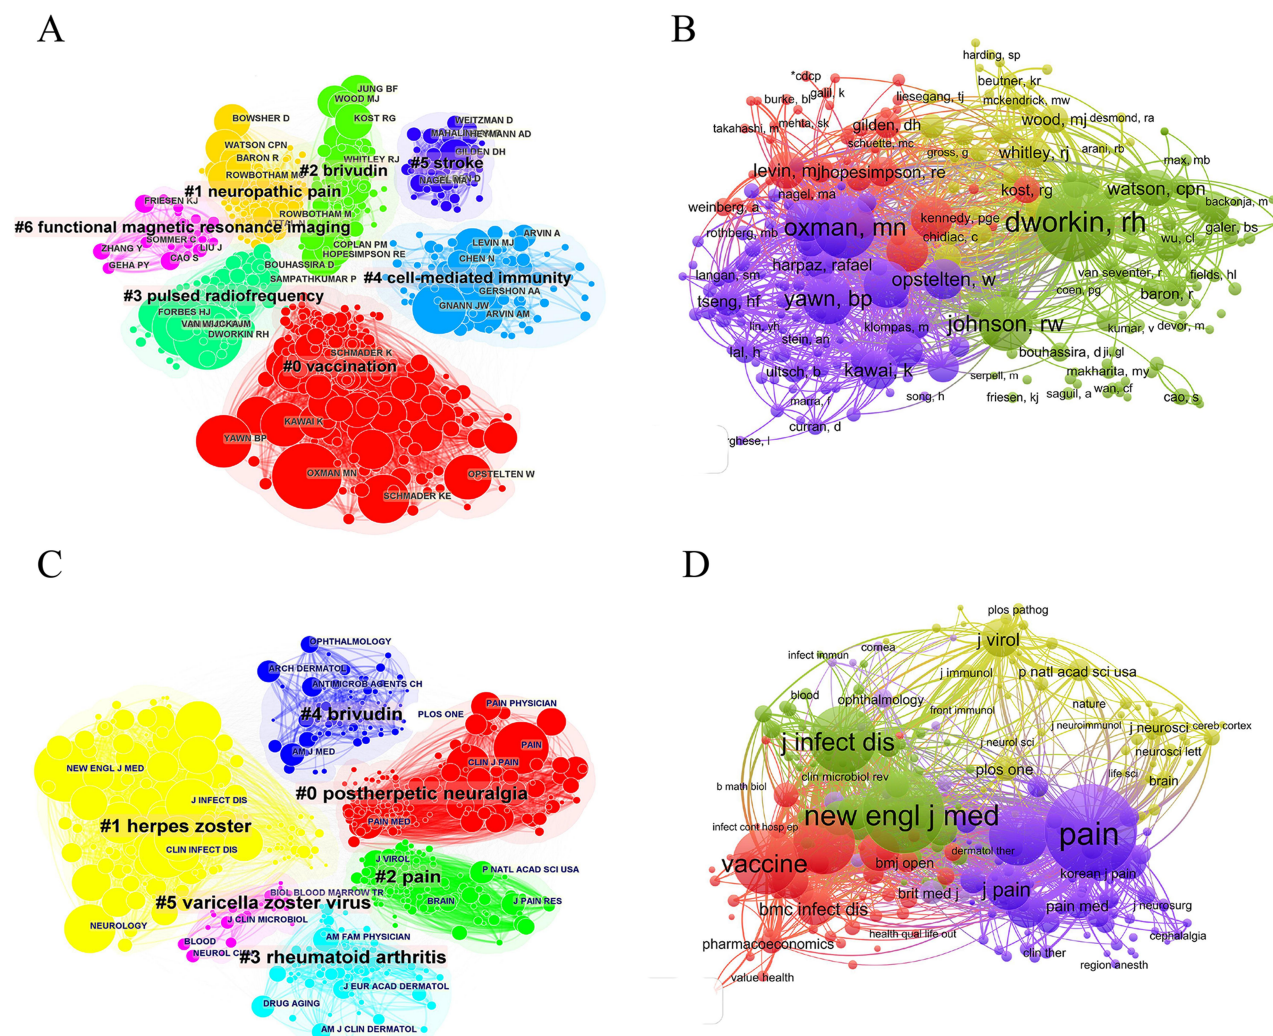 A
JUNG BF
WOOD MJ
KOST RG
BOWSHER D
WATSON CPN
BARON R
WHITLEY RJ
ROWBOTHAM MC
#2 brivudin
#1 neuropathic pain
WEITZMAN D
HEYMANN AD
GILDEN DH
#5 stroke
NAGEL MA
FRIESEN KJ
ROWBOTHAM M
#6 functional magnetic resonance imaging
SOMMER C
ZHANG Y
LIU J
CAO S
GEHA PY
COPLAN PM
HOPESIMPSON RE
BOUHASSIRA D
SAMPATHKUMAR P
ARVIN A
LEVIN MJ
CHEN N
#4 cell-mediated immunity
GERSHON AA
GNANN JW
ARVIN AM
#3 pulsed radiofrequency
FORBES HJ
VAN WIJCK AJM
DWORKIN RH
SCHMADER K
#0 vaccination
KAWAI K
YAWN BP
OXMAN MN
OPSTELTEN W
SCHMADER KE
B
harding, sp
*cdcp
beutner, kr
galil, k
liesegang, tj
burke, bl
mckendrick, mw
mehta, sk
takahashi, m
gilden, dh
wood, mj
desmond, ra
schuette, mc
gross, g
whitley, rj
arani, rb
levin, mj
hopesimpson, re
max, mb
nagel, ma
kost, rg
watson, cpn
weinberg, a
backonja, m
rothberg, mb
oxman, mn
kennedy, pge
dworkin, rh
galer, bs
chidiac, c
wu, cl
harpaz, rafael
langan, sm
opstelten, w
van seventer, r
fields, hl
tseng, hf
yawn, bp
coen, pg
baron, r
lin, yh
klompas, m
johnson, rw
kumar, v
devor, m
stein, an
lal, h
bouhassira, d
ji, gl
ultsch, b
kawai, k
serpell, m
makharita, my
marra, f
song, h
friesen, kj
saguil, a
wan, cf
cao, s
curran, d
ghese, l
C
OPHTHALMOLOGY
ARCH DERMATOL
ANTIMICROB AGENTS CH
#4 brivudin
PLOS ONE
PAIN PHYSICIAN
AM J MED
PAIN
CLIN J PAIN
NEW ENGL J MED
#0 postherpetic neuralgia
J INFECT DIS
PAIN MED
#1 herpes zoster
CLIN INFECT DIS
J VIROL
P NATL ACAD SCI USA
#2 pain
BIOL BLOOD MARROW TR
#5 varicella zoster virus
BRAIN
J PAIN RES
J CLIN MICROBIOL
NEUROLOGY
BLOOD
AM FAM PHYSICIAN
#3 rheumatoid arthritis
J EUR ACAD DERMATOL
DRUG AGING
AM J CLIN DERMATOL
D
plos pathog
j virol
cornea
infect immun
j immunol
p natl acad sci usa
blood
ophthalmology
nature
front immunol
j neuroimmunol
j neurosci
cereb cortex
j infect dis
j neurol sci
neurosci lett
clin microbiol rev
plos one
life sci
brain
b math biol
new engl j med
infect cont hosp ep
pain
vaccine
dermatol ther
bmj open
korean j pain
brit med j
j pain
bmc infect dis
pain med
j neurosurg
health qual life out
cephalalgia
pharmacoeconomics
clin ther
region anesth
value health